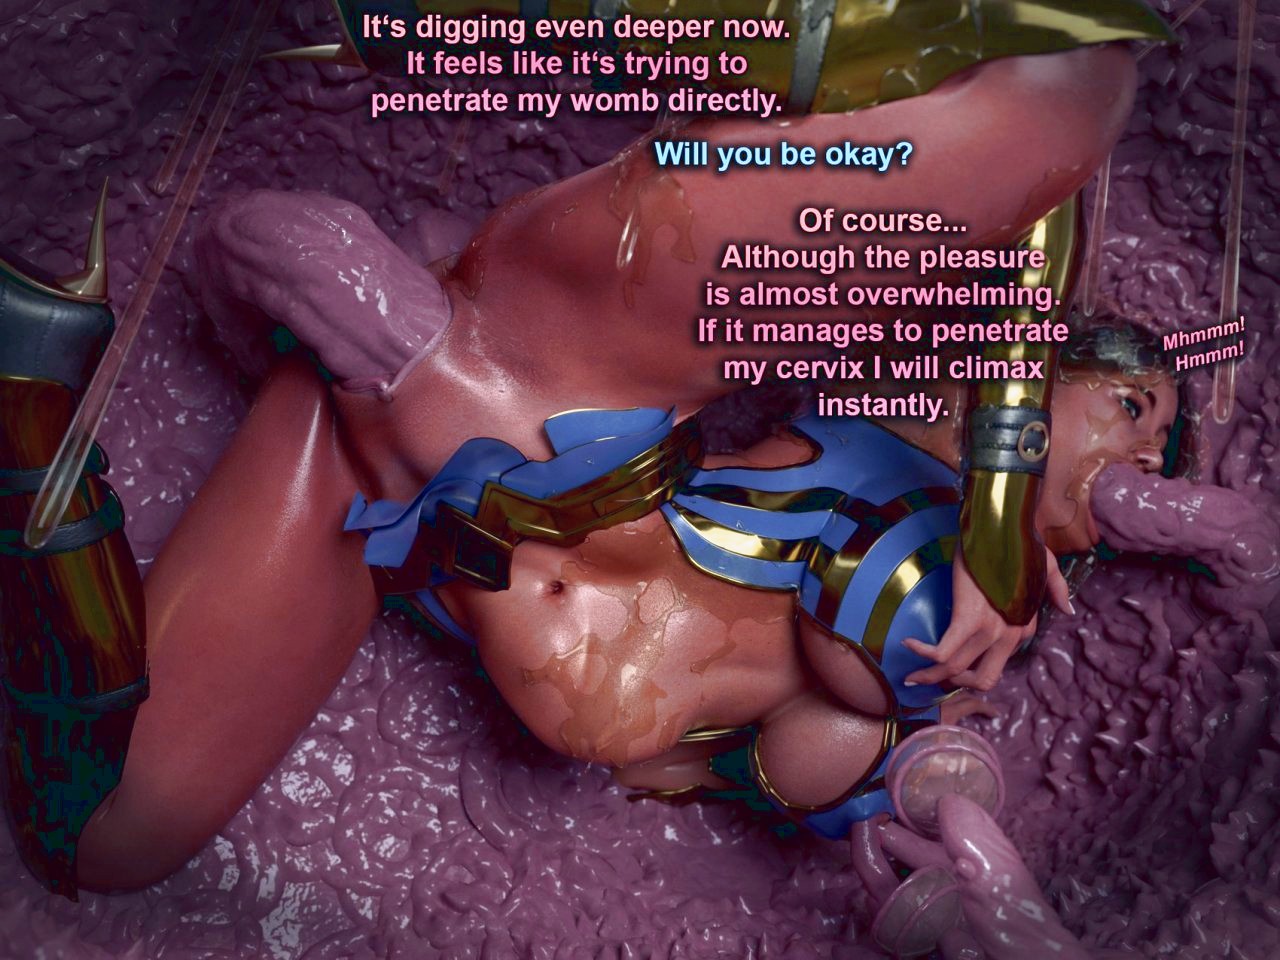 It‘s digging even deeper now.
It feels like it‘s trying to
penetrate my womb directly.
Will you be okay?
Of course...
Although the pleasure
is almost overwhelming.
If it manages to penetrate
my cervix I will climax
instantly.
Mhmmm!
Hmmm!